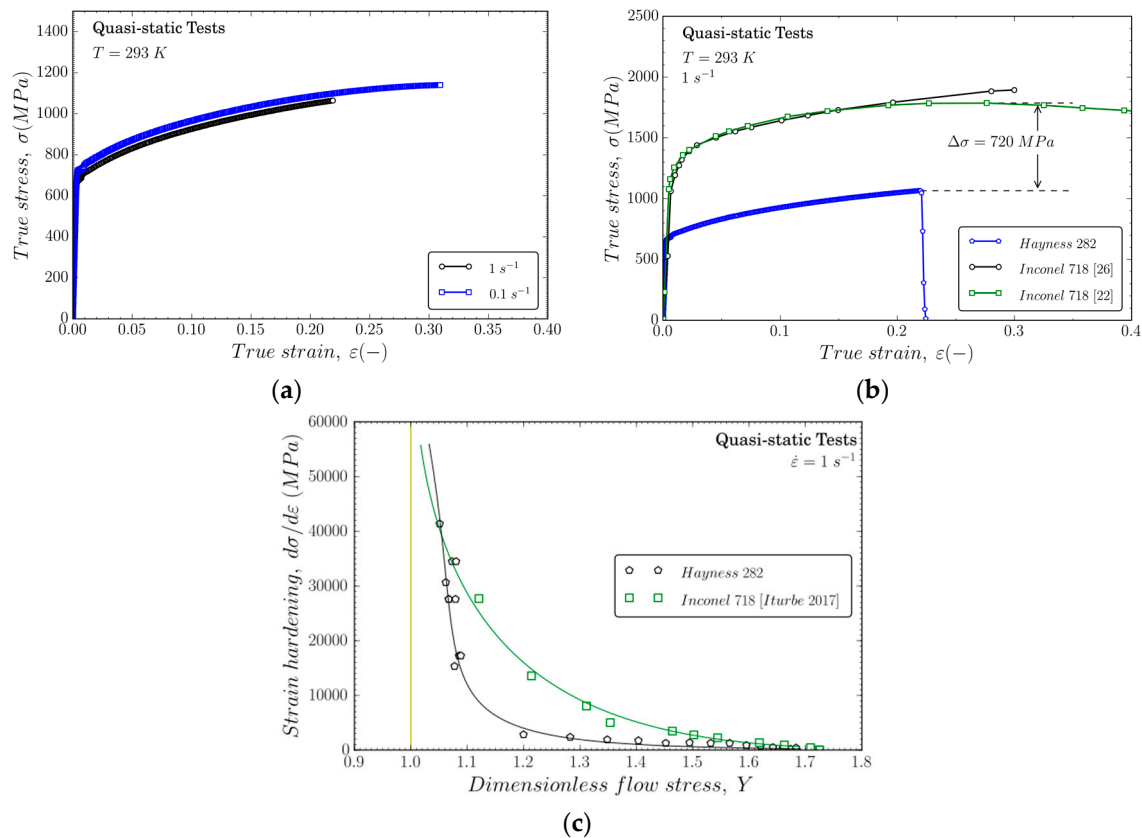 Quasi-static Tests
T = 293 K
1400
1200
1000
800
600
400
200
0
True stress, σ(MPa)
1 s⁻¹
0.1 s⁻¹
0.00 0.05 0.10 0.15 0.20 0.25 0.30 0.35 0.40
True strain, ε(−)
(a)
Quasi-static Tests
T = 293 K
1 s⁻¹
2500
2000
1500
1000
500
0
True stress, σ(MPa)
Δσ = 720 MPa
Hayness 282
Inconel 718 [26]
Inconel 718 [22]
0.0 0.1 0.2 0.3 0.4
True strain, ε(−)
(b)
Quasi-static Tests
ε̇ = 1 s⁻¹
60000
50000
40000
30000
20000
10000
0
Strain hardening, dσ/dε (MPa)
Hayness 282
Inconel 718 [Iturbe 2017]
0.9 1.0 1.1 1.2 1.3 1.4 1.5 1.6 1.7 1.8
Dimensionless flow stress, Y
(c)